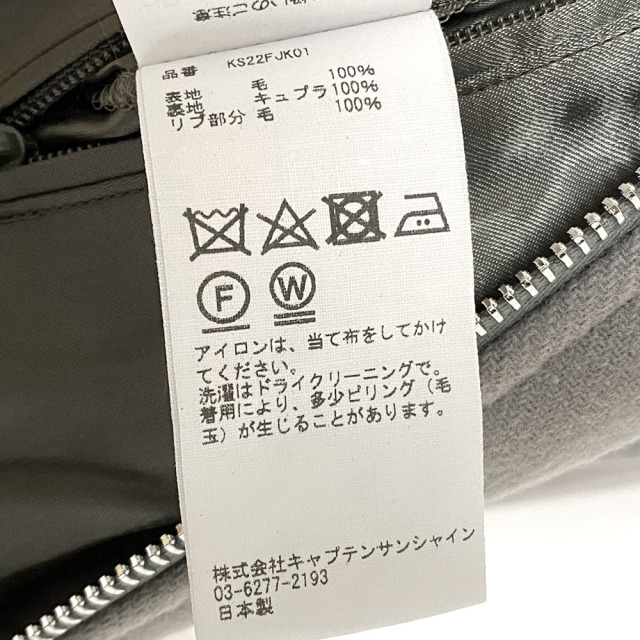 のご注意
品番 KS22FJK01
表地 毛 100%
裏地 キュプラ 100%
リブ部分 毛 100%
F W
アイロンは、当て布をしてかけ
てください。
洗濯はドライクリーニングで。
着用により、多少ピリング(毛
玉)が生じることがあります。
株式会社キャプテンサンシャイン
03-6277-2193
日本製